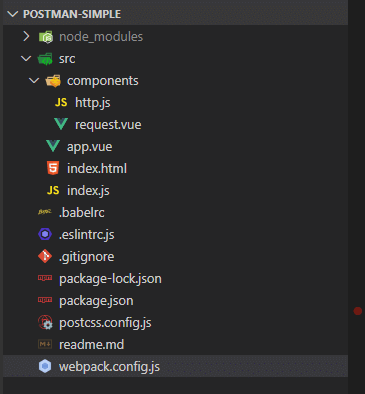 POSTMAN-SIMPLE
node_modules
src
components
JS http.js
request.vue
app.vue
index.html
JS index.js
.babelrc
.eslintrc.js
.gitignore
package-lock.json
package.json
postcss.config.js
readme.md
webpack.config.js